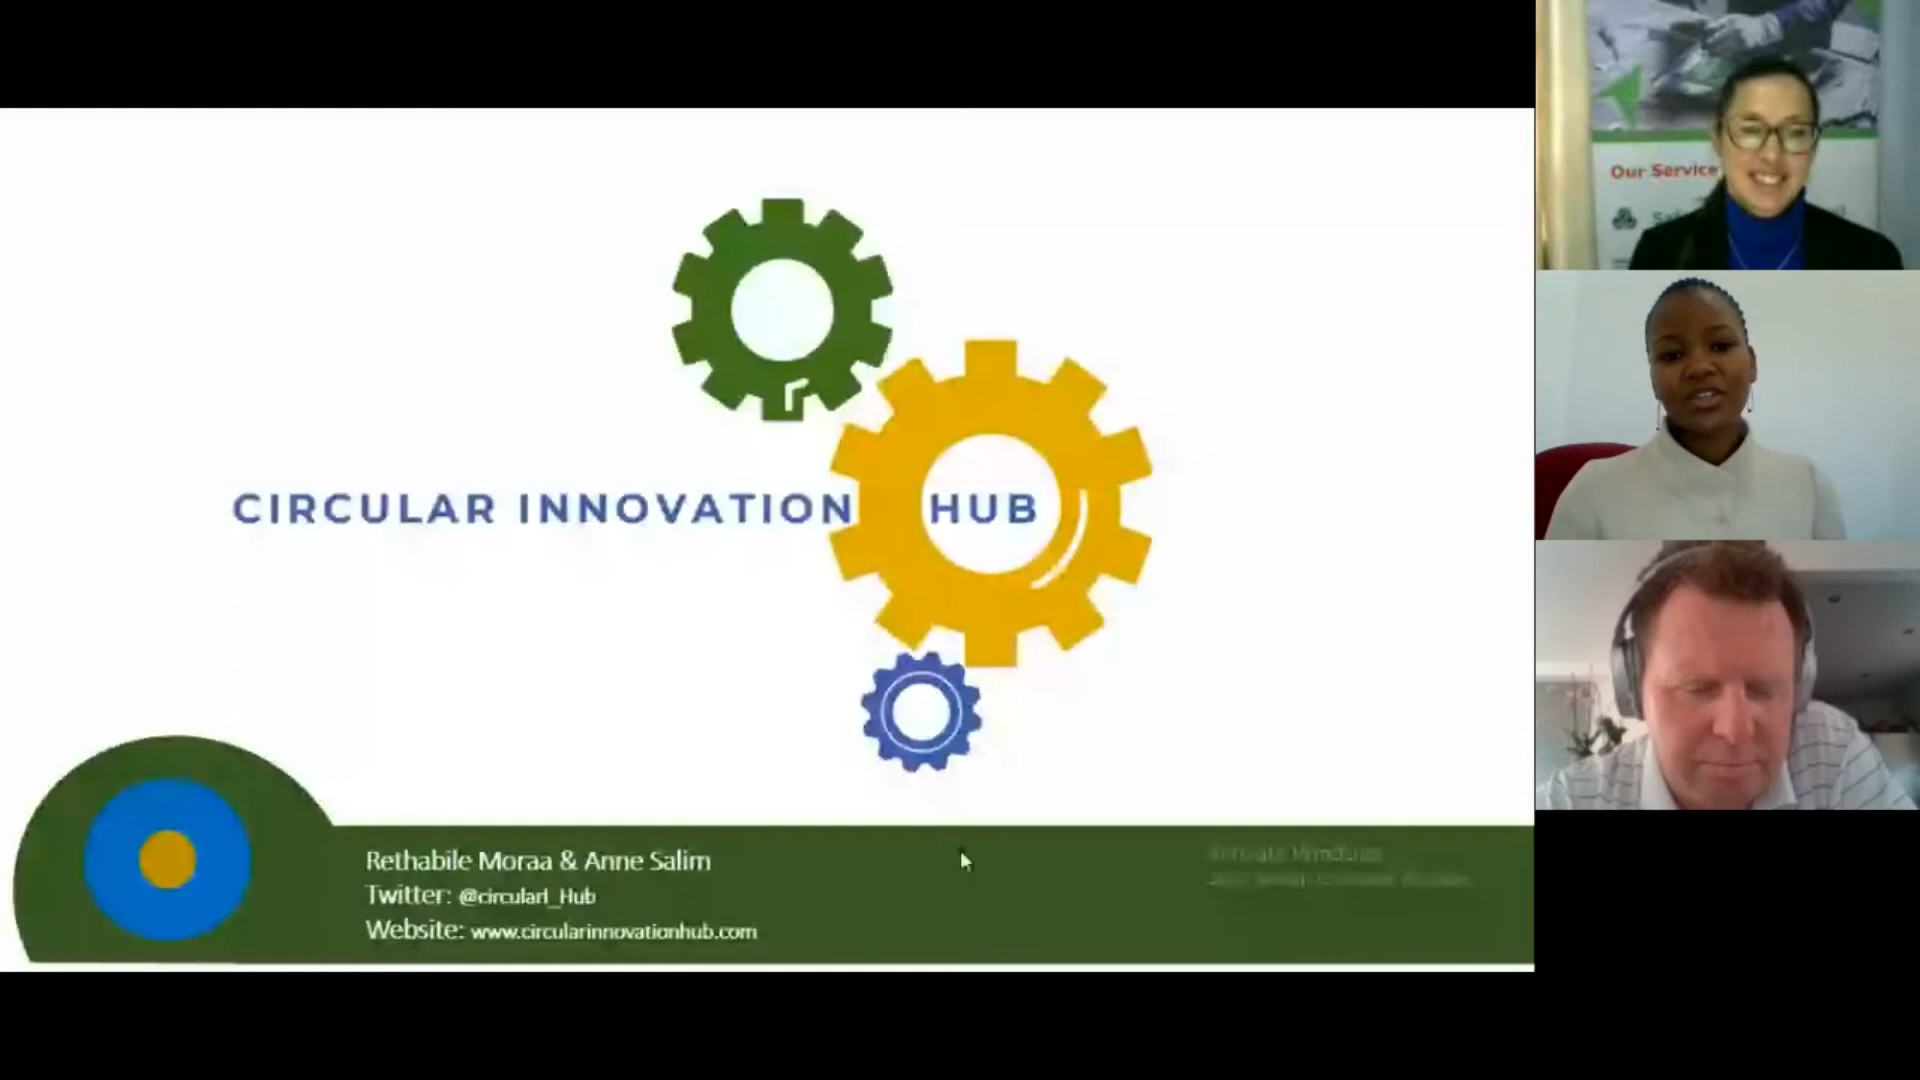 CIRCULAR INNOVATION HUB
Rethabile Moraa & Anne Salim
Twitter: @circularI_Hub
Website: www.circularinnovationhub.com
Our Service